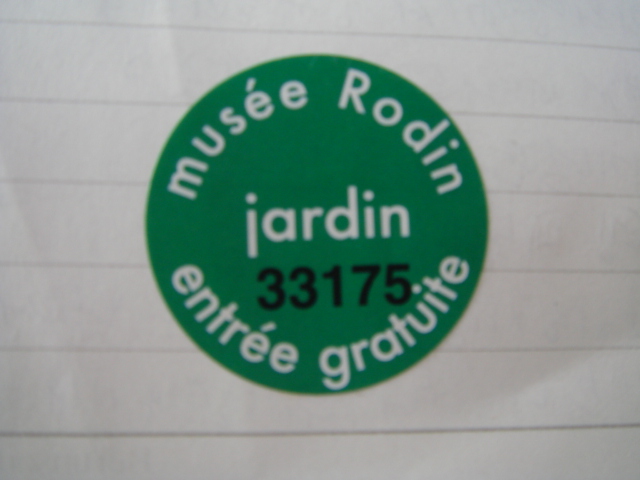 musée Rodin
jardin
33175
entrée gratuite